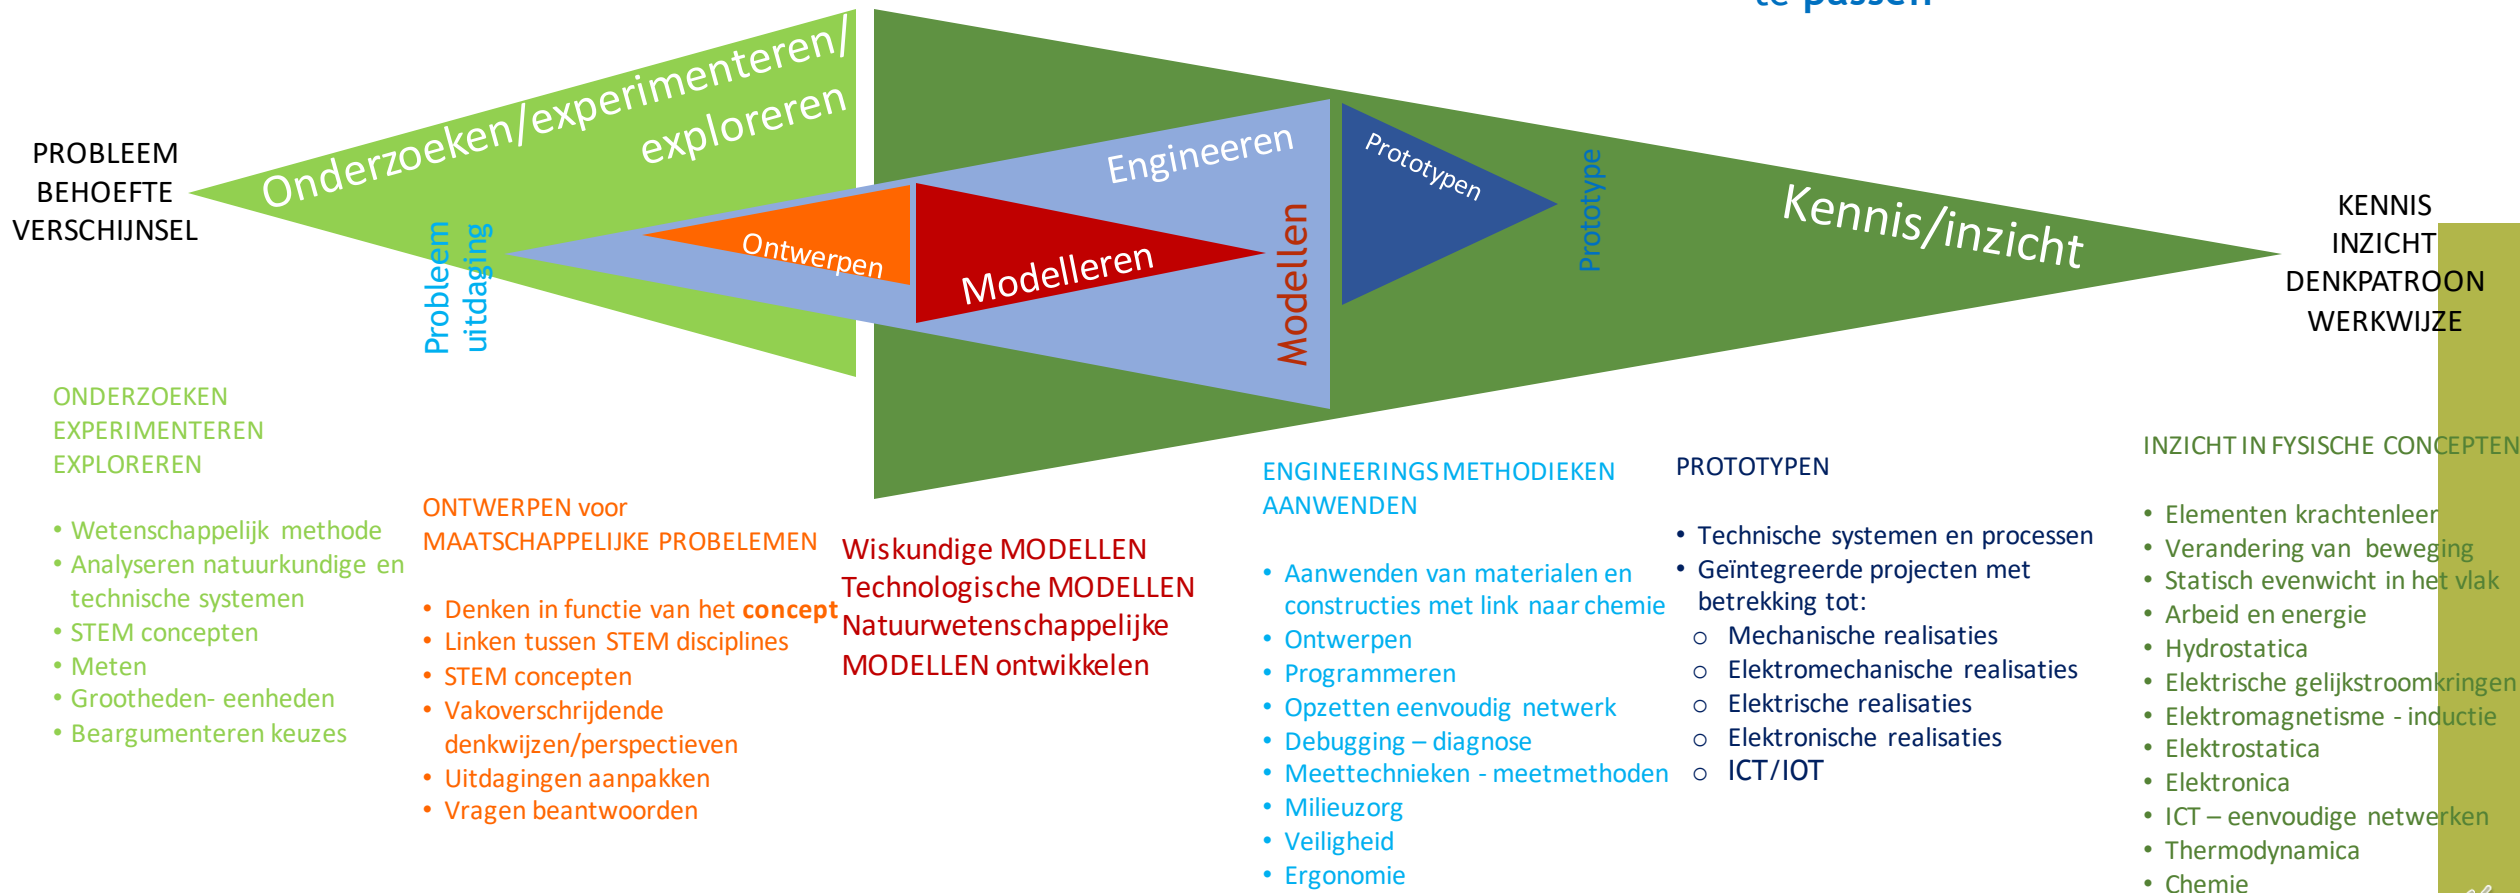 te passen
PROBLEEM
BEHOEFTE
VERSCHIJNSEL
Onderzoeken/experimenteren/
exploreren
Probleem
uitdaging
Ontwerpen
Modelleren
Engineeren
Modellen
Prototypen
Prototype
Kennis/inzicht
KENNIS
INZICHT
DENKPATROON
WERKWIJZE
ONDERZOEKEN
EXPERIMENTEREN
EXPLOREREN
• Wetenschappelijk methode
• Analyseren natuurkundige en
technische systemen
• STEM concepten
• Meten
• Grootheden- eenheden
• Beargumenteren keuzes
ONTWERPEN voor
MAATSCHAPPELIJKE PROBELEMEN
• Denken in functie van het concept
• Linken tussen STEM disciplines
• STEM concepten
• Vakoverschrijdende
denkwijzen/perspectieven
• Uitdagingen aanpakken
• Vragen beantwoorden
Wiskundige MODELLEN
Technologische MODELLEN
Natuurwetenschappelijke
MODELLEN ontwikkelen
ENGINEERINGS METHODIEKEN
AANWENDEN
• Aanwenden van materialen en
constructies met link naar chemie
• Ontwerpen
• Programmeren
• Opzetten eenvoudig netwerk
• Debugging – diagnose
• Meettechnieken - meetmethoden
• Milieuzorg
• Veiligheid
• Ergonomie
PROTOTYPEN
• Technische systemen en processen
• Geïntegreerde projecten met
betrekking tot:
o Mechanische realisaties
o Elektromechanische realisaties
o Elektrische realisaties
o Elektronische realisaties
o ICT/IOT
INZICHT IN FYSISCHE CONCEPTEN
• Elementen krachtenleer
• Verandering van beweging
• Statisch evenwicht in het vlak
• Arbeid en energie
• Hydrostatica
• Elektrische gelijkstroomkringen
• Elektromagnetisme - inductie
• Elektrostatica
• Elektronica
• ICT – eenvoudige netwerken
• Thermodynamica
• Chemie